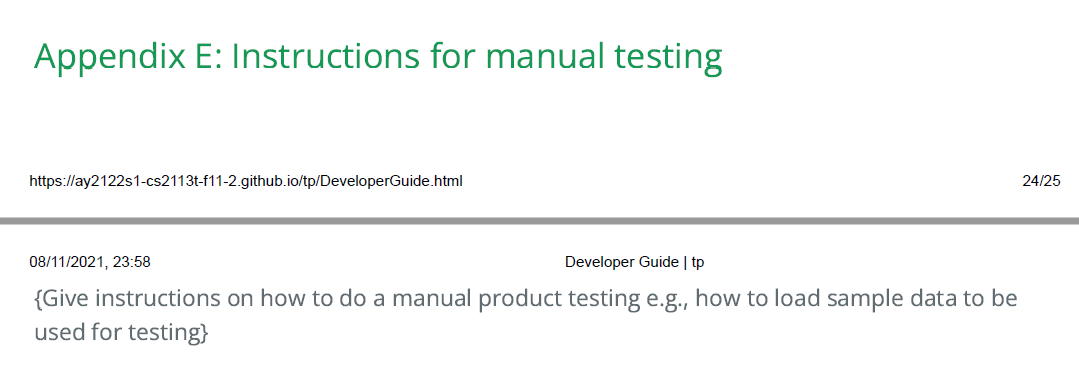 Appendix E: Instructions for manual testing
https://ay2122s1-cs2113t-f11-2.github.io/tp/DeveloperGuide.html 24/25
08/11/2021, 23:58 Developer Guide | tp
{Give instructions on how to do a manual product testing e.g., how to load sample data to be
used for testing}